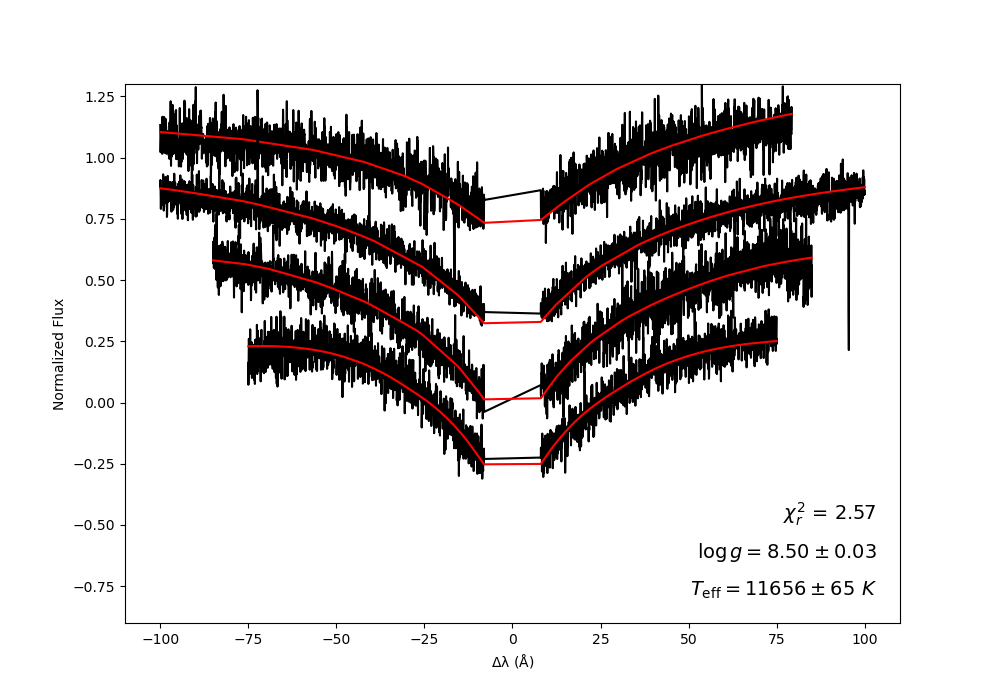 1.25
1.00
0.75
0.50
0.25
0.00
−0.25
−0.50
−0.75
Normalized Flux
χ²ᵣ = 2.57
log g = 8.50 ± 0.03
T_eff = 11656 ± 65 K
−100 −75 −50 −25 0 25 50 75 100
Δλ (Å)